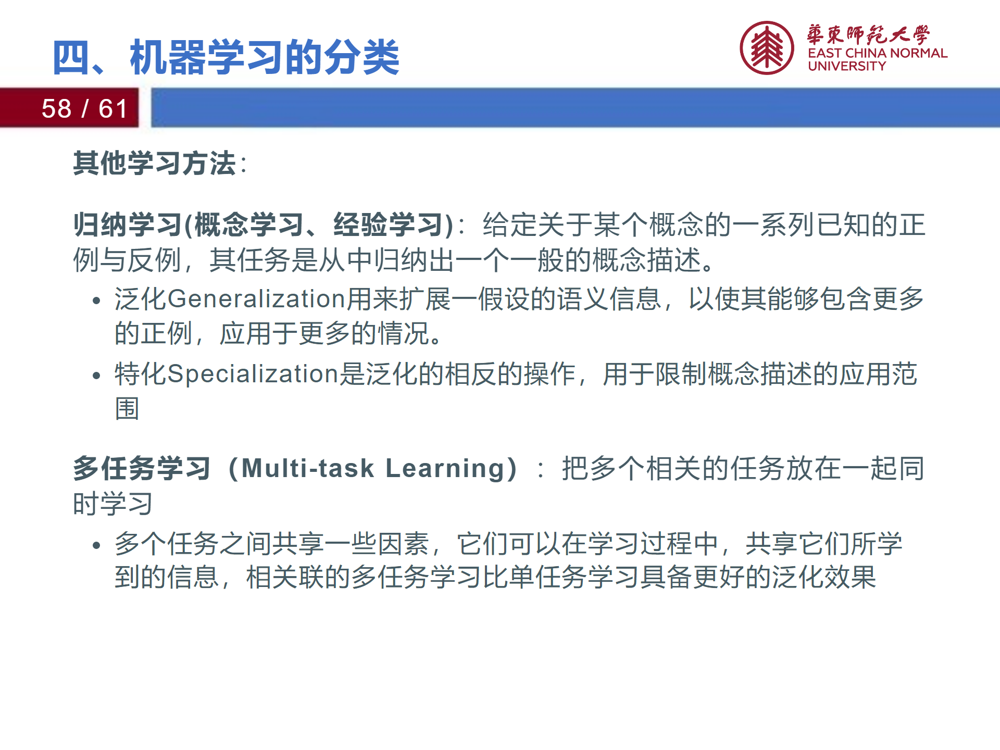 四、机器学习的分类
華東师范大學
EAST CHINA NORMAL
UNIVERSITY
58 / 61
其他学习方法：
归纳学习(概念学习、经验学习)：给定关于某个概念的一系列已知的正
例与反例，其任务是从中归纳出一个一般的概念描述。
• 泛化Generalization用来扩展一假设的语义信息，以使其能够包含更多
的正例，应用于更多的情况。
• 特化Specialization是泛化的相反的操作，用于限制概念描述的应用范
围
多任务学习（Multi-task Learning）：把多个相关的任务放在一起同
时学习
• 多个任务之间共享一些因素，它们可以在学习过程中，共享它们所学
到的信息，相关联的多任务学习比单任务学习具备更好的泛化效果